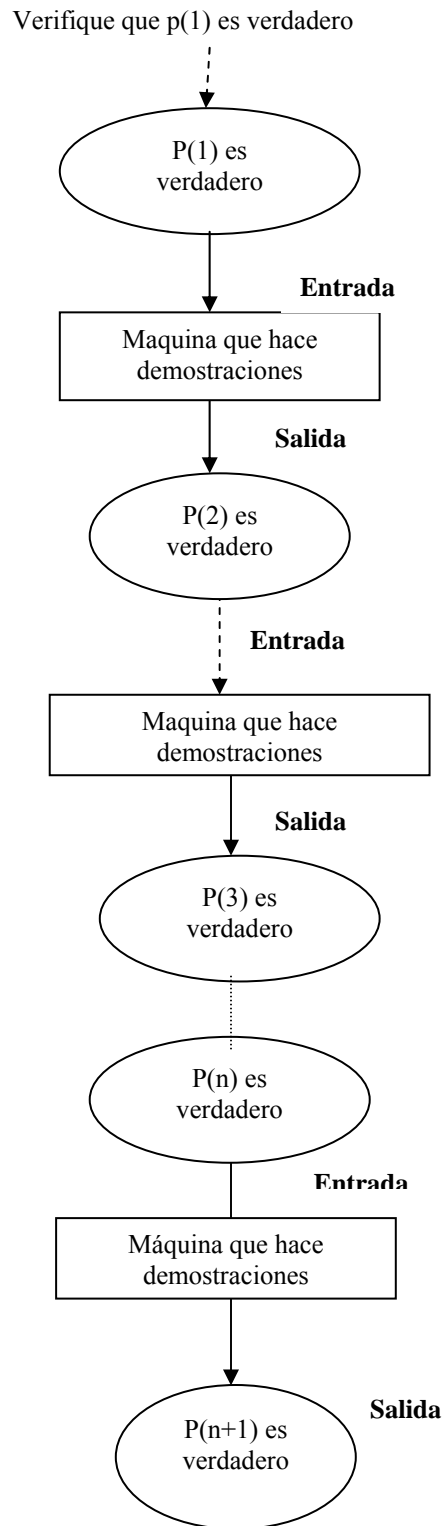 Verifique que p(1) es verdadero
P(1) es
verdadero
Entrada
Maquina que hace
demostraciones
Salida
P(2) es
verdadero
Entrada
Maquina que hace
demostraciones
Salida
P(3) es
verdadero
P(n) es
verdadero
Entrada
Máquina que hace
demostraciones
Salida
P(n+1) es
verdadero